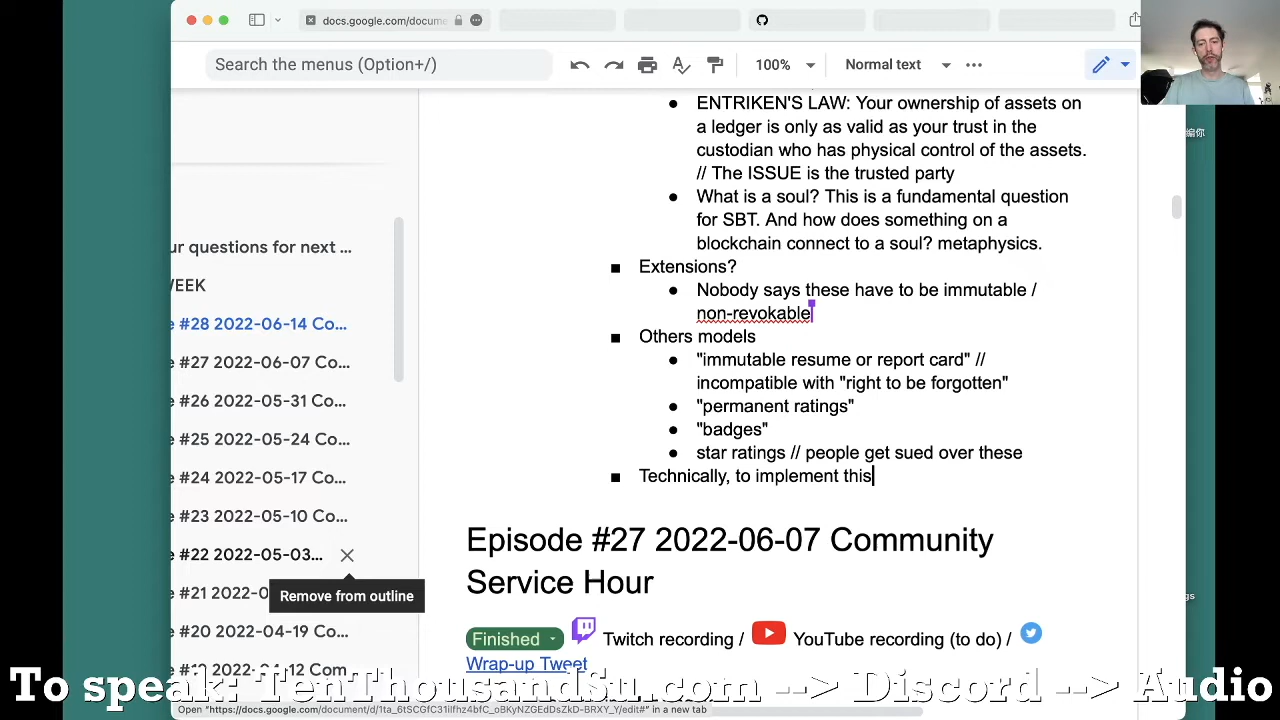 docs.google.com/docume
Search the menus (Option+/)
100%
Normal text
編你
ENTRIKEN'S LAW: Your ownership of assets on
a ledger is only as valid as your trust in the
custodian who has physical control of the assets.
// The ISSUE is the trusted party
What is a soul? This is a fundamental question
for SBT. And how does something on a
blockchain connect to a soul? metaphysics.
Extensions?
Nobody says these have to be immutable /
non-revokable
Others models
"immutable resume or report card" //
incompatible with "right to be forgotten"
"permanent ratings"
"badges"
star ratings // people get sued over these
Technically, to implement this
ur questions for next ...
WEEK
e #28 2022-06-14 Co...
e #27 2022-06-07 Co...
e #26 2022-05-31 Co...
e #25 2022-05-24 Co...
e #24 2022-05-17 Co...
e #23 2022-05-10 Co...
e #22 2022-05-03...
e #21 2022-0
Remove from outline
e #20 2022-04-19 Co...
2022-04-12 Com
Episode #27 2022-06-07 Community
Service Hour
Finished Twitch recording / YouTube recording (to do) /
Wrap-up Tweet
gs
To speak: TenThousandSu.com --> Discord --> Audio